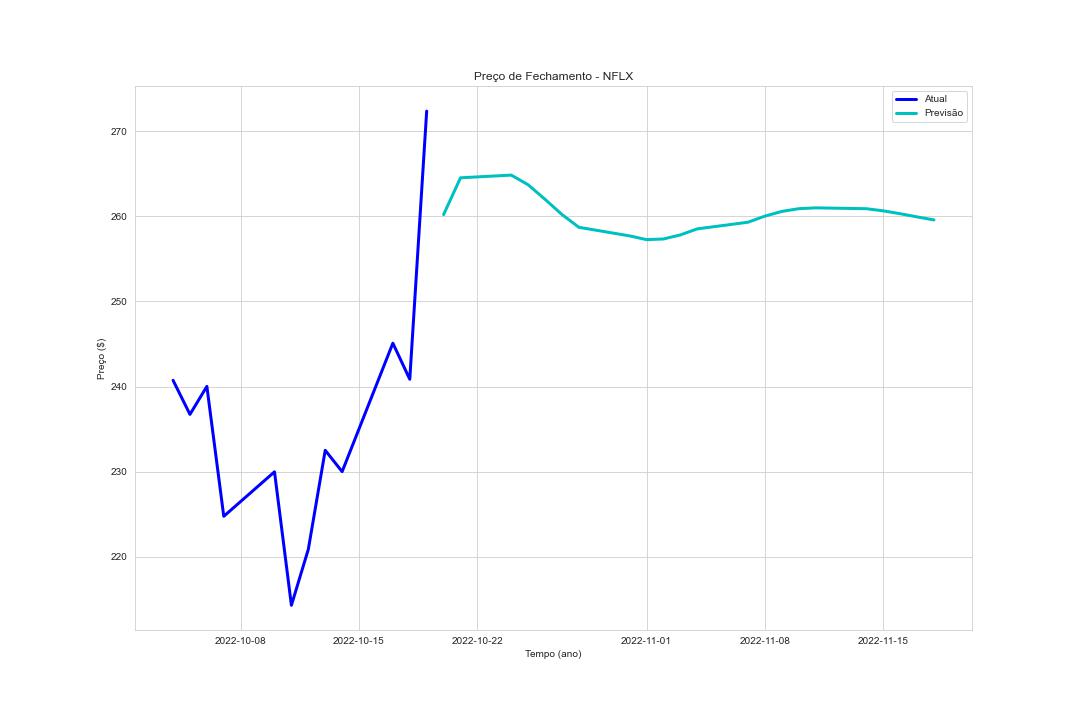 Preço de Fechamento - NFLX
Atual
Previsão
270
260
250
240
230
220
Preço ($)
2022-10-08
2022-10-15
2022-10-22
2022-11-01
2022-11-08
2022-11-15
Tempo (ano)